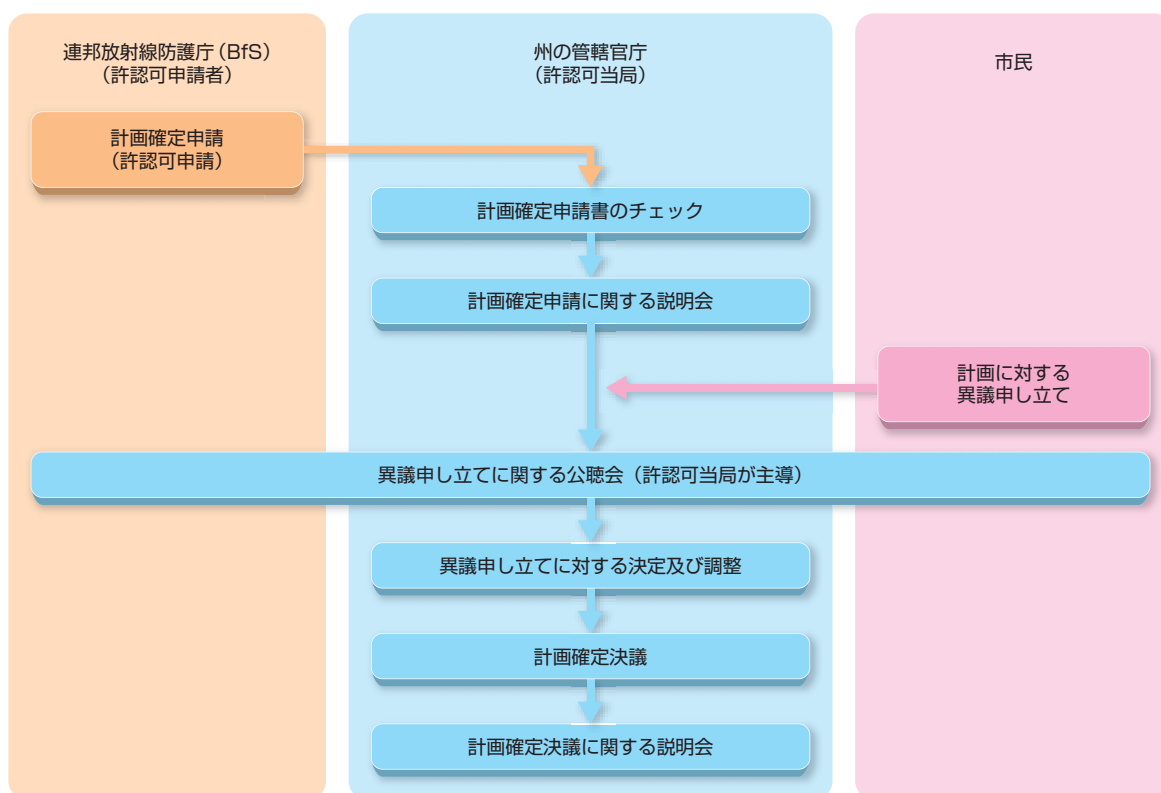 連邦放射線防護庁(BfS)
(許認可申請者)
州の管轄官庁
(許認可当局)
市民
計画確定申請
(許認可申請)
計画確定申請書のチェック
計画確定申請に関する説明会
計画に対する
異議申し立て
異議申し立てに関する公聴会(許認可当局が主導)
異議申し立てに対する決定及び調整
計画確定決議
計画確定決議に関する説明会